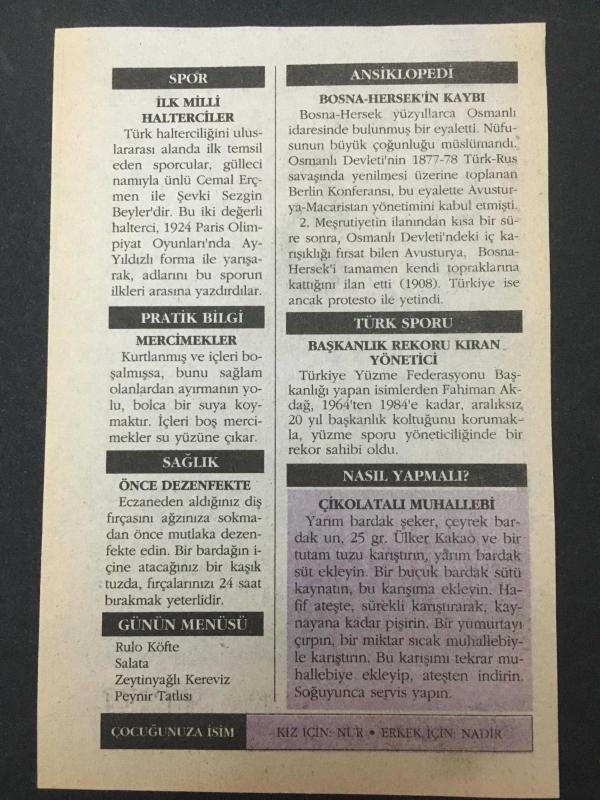 SPOR
İLK MİLLİ
HALTERCİLER
Türk halterciliğini ulus-
lararası alanda ilk temsil
eden sporcular, gülleci
namıyla ünlü Cemal Erç-
men ile Şevki Sezgin
Beyler'dir. Bu iki değerli
halterci, 1924 Paris Olim-
piyat Oyunları'nda Ay-
Yıldızlı forma ile yarışa-
rak, adlarını bu sporun
ilkleri arasına yazdırdılar.
PRATİK BİLGİ
MERCİMEKLER
Kurtlanmış ve içleri bo-
şalmışsa, bunu sağlam
olanlardan ayırmanın yo-
lu, bolca bir suya koy-
maktır. İçleri boş merci-
mekler su yüzüne çıkar.
SAĞLIK
ÖNCE DEZENFEKTE
Eczaneden aldığınız diş
fırçasını ağzınıza sokma-
dan önce mutlaka dezen-
fekte edin. Bir bardağın i-
çine atacağınız bir kaşık
tuzda, fırçalarınızı 24 saat
bırakmak yeterlidir.
GÜNÜN MENÜSÜ
Rulo Köfte
Salata
Zeytinyağlı Kereviz
Peynir Tatlısı
ANSİKLOPEDİ
BOSNA-HERSEK'İN KAYBI
Bosna-Hersek yüzyıllarca Osmanlı
idaresinde bulunmuş bir eyaletti. Nüfu-
sunun büyük çoğunluğu müslümandı.
Osmanlı Devleti'nin 1877-78 Türk-Rus
savaşında yenilmesi üzerine toplanan
Berlin Konferansı, bu eyalette Avustur-
ya-Macaristan yönetimini kabul etmişti.
2. Meşrutiyetin ilanından kısa bir sü-
re sonra, Osmanlı Devleti'ndeki iç ka-
rışıklığı fırsat bilen Avusturya, Bosna-
Hersek'i tamamen kendi topraklarına
kattığını ilan etti (1908). Türkiye ise
ancak protesto ile yetindi.
TÜRK SPORU
BAŞKANLIK REKORU KIRAN
YÖNETİCİ
Türkiye Yüzme Federasyonu Baş-
kanlığı yapan isimlerden Fahiman Ak-
dağ, 1964'ten 1984'e kadar, aralıksız
20 yıl başkanlık koltuğunu korumak-
la, yüzme sporu yöneticiliğinde bir
rekor sahibi oldu.
NASIL YAPMALI?
ÇİKOLATALI MUHALLEBİ
Yarım bardak şeker, çeyrek bar-
dak un, 25 gr. Ülker Kakao ve bir
tutam tuzu karıştırın, yarım bardak
süt ekleyin. Bir buçuk bardak sütü
kaynatın, bu karışıma ekleyin. Ha-
fif ateşte, sürekli karıştırarak, kay-
nayana kadar pişirin. Bir yumurtayı
çırpın, bir miktar sıcak muhallebiy-
le karıştırın. Bu karışımı tekrar mu-
hallebiye ekleyip, ateşten indirin.
Soğuyunca servis yapın.
ÇOCUĞUNUZA İSİM
KIZ İÇİN: NUR • ERKEK İÇİN: NADİR